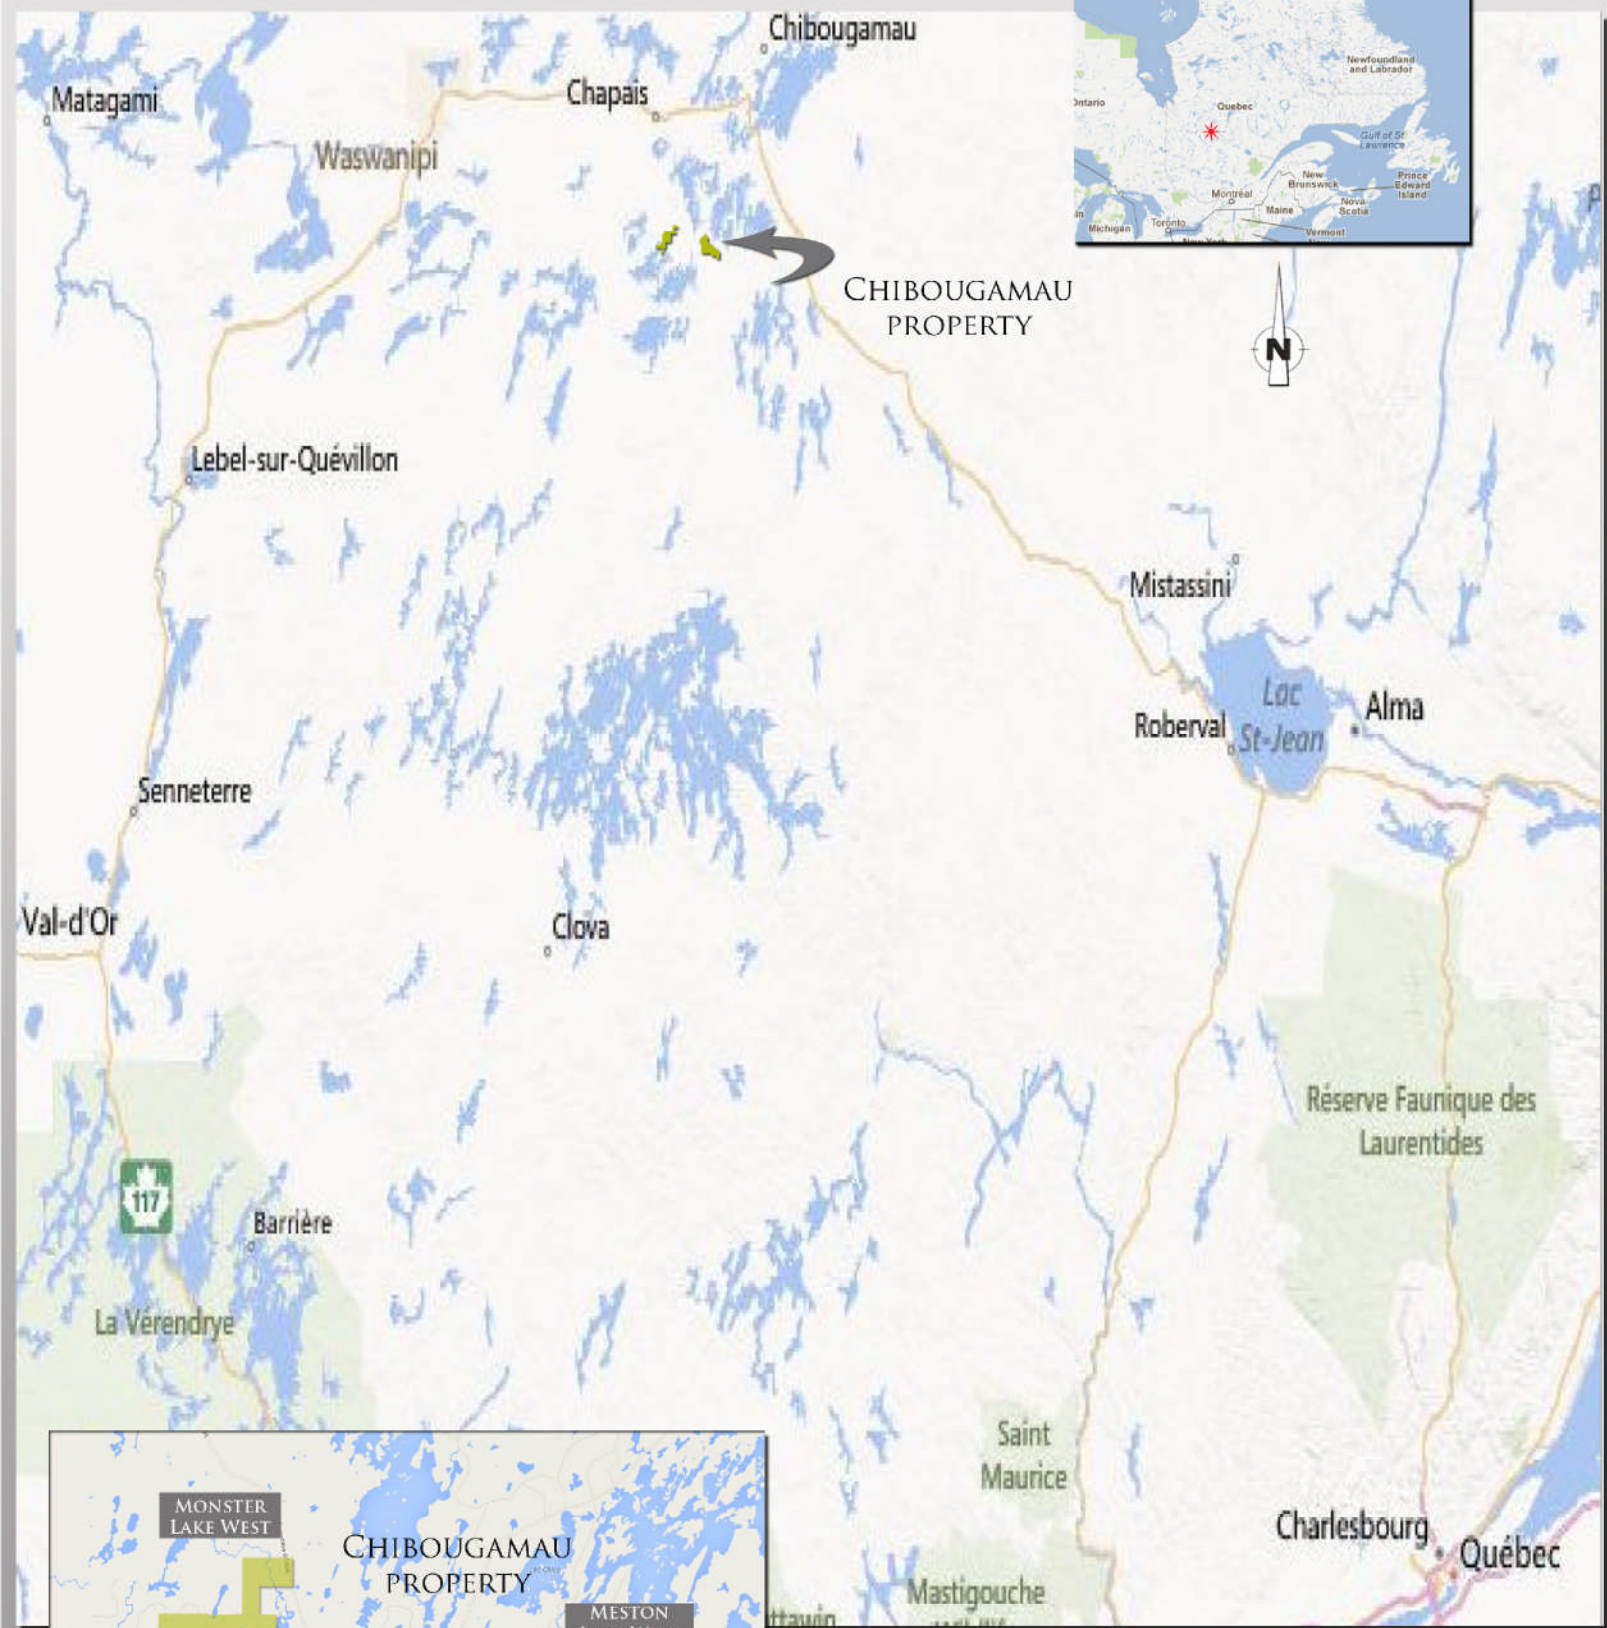 Chibougamau
Matagami
Chapais
Waswanipi
Newfoundland
and Labrador
Ontario
Quebec
Gulf of St
Lawrence
New
Brunswick
Prince
Edward
Island
Montréal
Nova
Scotia
Maine
Toronto
Michigan
Vermont
New York
CHIBOUGAMAU
PROPERTY
N
Lebel-sur-Quévillon
Mistassini
Lac
St-Jean
Alma
Roberval
Senneterre
Val-d'Or
Clova
Réserve Faunique des
Laurentides
117
Barrière
La Vérendrye
Saint
Maurice
Charlesbourg
Québec
Mastigouche
MONSTER
LAKE WEST
CHIBOUGAMAU
PROPERTY
MESTON